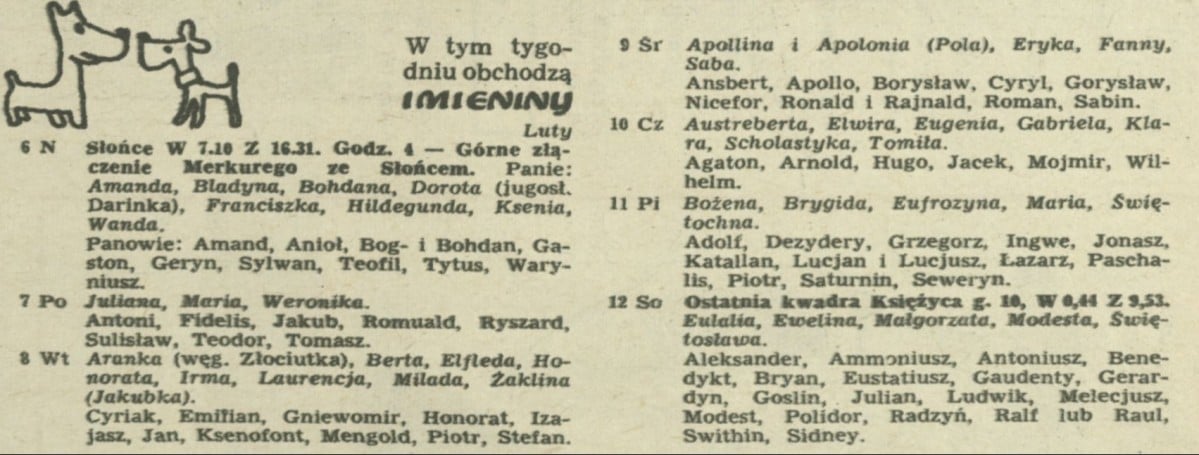 W tym tygo-
dniu obchodzą
IMIENINY
Luty
6 N Słońce W 7.10 Z 16.31. Godz. 4 — Górne złą-
czenie Merkurego ze Słońcem. Panie:
Amanda, Bladyna, Bohdana, Dorota (jugosł.
Darinka), Franciszka, Hildegunda, Ksenia,
Wanda.
Panowie: Amand, Anioł, Bog- i Bohdan, Ga-
ston, Geryn, Sylwan, Teofil, Tytus, Wary-
niusz.
7 Po Juliana, Maria, Weronika.
Antoni, Fidelis, Jakub, Romuald, Ryszard,
Sulisław, Teodor, Tomasz.
8 Wt Aranka (węg. Złociutka), Berta, Elfleda, Ho-
norata, Irma, Laurencja, Milada, Żaklina
(Jakubka).
Cyriak, Emilian, Gniewomir, Honorat, Iza-
jasz, Jan, Ksenofont, Mengold, Piotr, Stefan.
9 Śr Apollina i Apolonia (Pola), Eryka, Fanny,
Saba.
Ansbert, Apollo, Borysław, Cyryl, Gorysław,
Nicefor, Ronald i Rajnald, Roman, Sabin.
10 Cz Austreberta, Elwira, Eugenia, Gabriela, Kla-
ra, Scholastyka, Tomiła.
Agaton, Arnold, Hugo, Jacek, Mojmir, Wil-
helm.
11 Pi Bożena, Brygida, Eufrozyna, Maria, Świę-
tochna.
Adolf, Dezydery, Grzegorz, Ingwe, Jonasz,
Katallan, Lucjan i Lucjusz, Łazarz, Pascha-
lis, Piotr, Saturnin, Seweryn.
12 So Ostatnia kwadra Księżyca g. 10, W 0,44 Z 9,53.
Eulalia, Ewelina, Małgorzata, Modesta, Świę-
tosława.
Aleksander, Ammoniusz, Antoniusz, Bene-
dykt, Bryan, Eustatiusz, Gaudenty, Gerar-
dyn, Goslin, Julian, Ludwik, Melecjusz,
Modest, Polidor, Radzyń, Ralf lub Raul,
Swithin, Sidney.